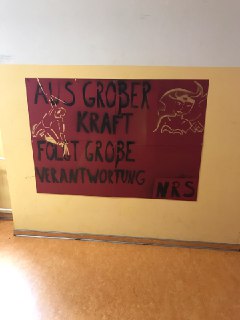 AUS GROßER
KRAFT
FOLGT GROßE
VERANTWORTUNG
NRS